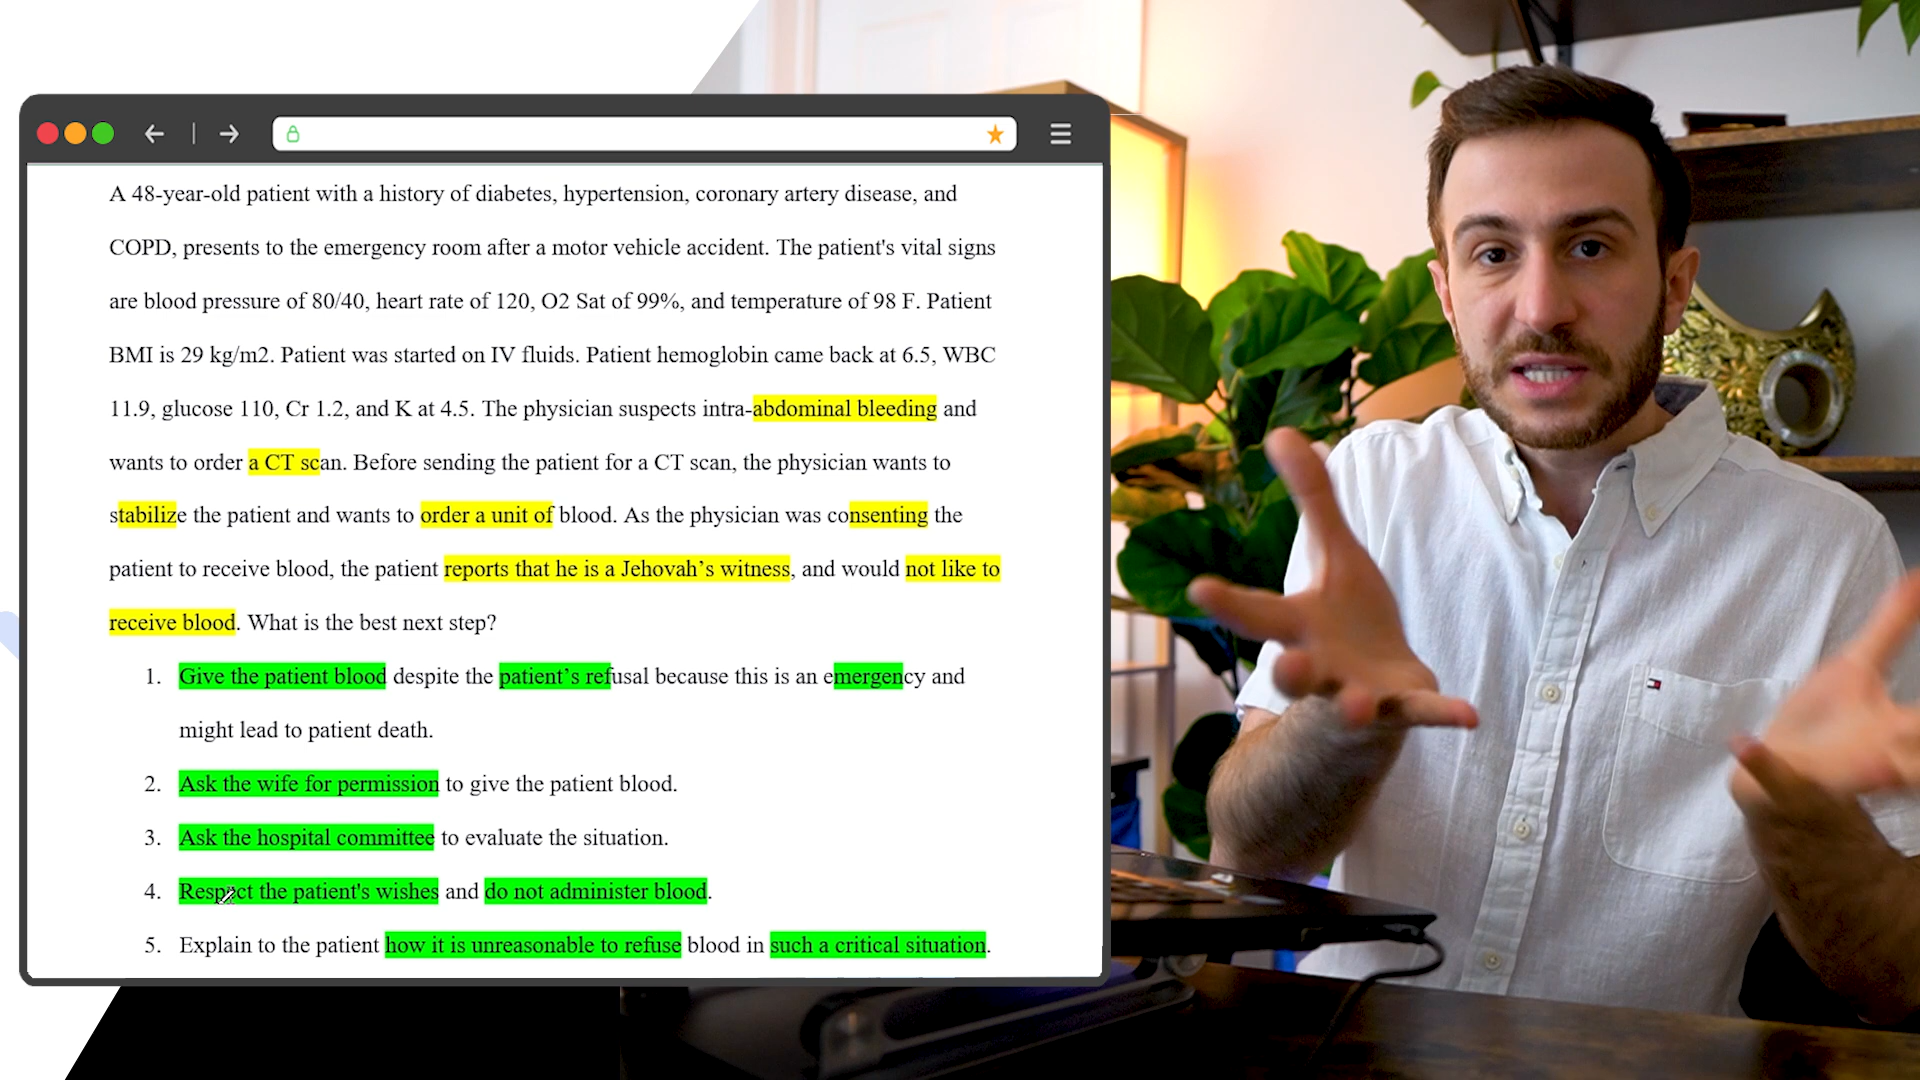 A 48-year-old patient with a history of diabetes, hypertension, coronary artery disease, and
COPD, presents to the emergency room after a motor vehicle accident. The patient's vital signs
are blood pressure of 80/40, heart rate of 120, O2 Sat of 99%, and temperature of 98 F. Patient
BMI is 29 kg/m2. Patient was started on IV fluids. Patient hemoglobin came back at 6.5, WBC
11.9, glucose 110, Cr 1.2, and K at 4.5. The physician suspects intra-abdominal bleeding and
wants to order a CT scan. Before sending the patient for a CT scan, the physician wants to
stabilize the patient and wants to order a unit of blood. As the physician was consenting the
patient to receive blood, the patient reports that he is a Jehovah’s witness, and would not like to
receive blood. What is the best next step?
1. Give the patient blood despite the patient’s refusal because this is an emergency and
might lead to patient death.
2. Ask the wife for permission to give the patient blood.
3. Ask the hospital committee to evaluate the situation.
4. Respect the patient's wishes and do not administer blood.
5. Explain to the patient how it is unreasonable to refuse blood in such a critical situation.